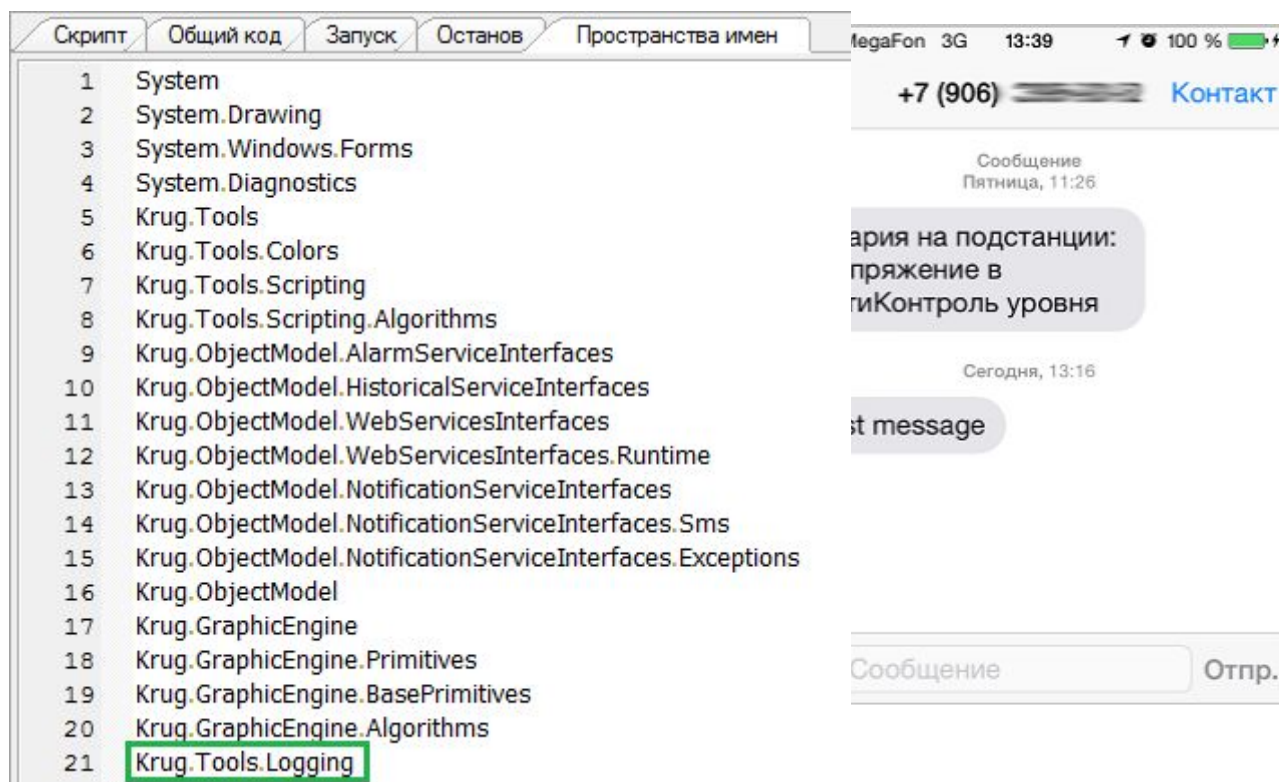 Скрипт Общий код Запуск Останов Пространства имен
1 System
2 System.Drawing
3 System.Windows.Forms
4 System.Diagnostics
5 Krug.Tools
6 Krug.Tools.Colors
7 Krug.Tools.Scripting
8 Krug.Tools.Scripting.Algorithms
9 Krug.ObjectModel.AlarmServiceInterfaces
10 Krug.ObjectModel.HistoricalServiceInterfaces
11 Krug.ObjectModel.WebServicesInterfaces
12 Krug.ObjectModel.WebServicesInterfaces.Runtime
13 Krug.ObjectModel.NotificationServiceInterfaces
14 Krug.ObjectModel.NotificationServiceInterfaces.Sms
15 Krug.ObjectModel.NotificationServiceInterfaces.Exceptions
16 Krug.ObjectModel
17 Krug.GraphicEngine
18 Krug.GraphicEngine.Primitives
19 Krug.GraphicEngine.BasePrimitives
20 Krug.GraphicEngine.Algorithms
21 Krug.Tools.Logging
MegaFon 3G 13:39 100 %
+7 (906) Контакт
Сообщение
Пятница, 11:26
ария на подстанции:
пряжение в
тиКонтроль уровня
Сегодня, 13:16
st message
Сообщение Отпр.